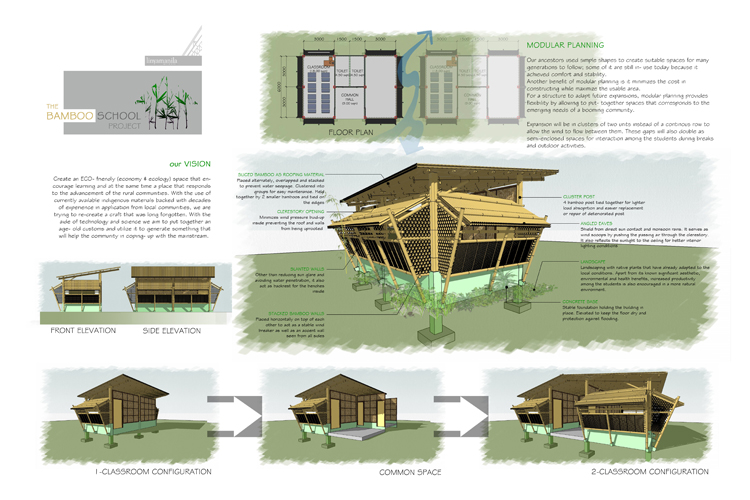 lineamienda
THE
BAMBOO SCHOOL
PROJECT
our VISION
Create an ECO- friendly (economy & ecology) space that en-
courage learning and at the same time a place that responds
to the advancement of the rural communities. With the use of
currently available indigenous materials backed with decades
of experience in application from local communities, we are
trying to re-create a craft that was long forgotten. With the
aide of technology and science we aim to put together an
age- old customs and utilize it to generate something that
will help the community in coping- up with the mainstream.
FRONT ELEVATION
SIDE ELEVATION
CLASSROOM
TOILET
TOILET
COMMON
HALL
FLOOR PLAN
MODULAR PLANNING
Our ancestors used simple shapes to create suitable spaces for many
generations to follow; some of it are still in- use today because it
achieved comfort and stability.
Another benefit of modular planning is it minimizes the cost in
constructing while maximize the usable area.
For a structure to adapt future expansions, modular planning provides
flexibility by allowing to put- together spaces that corresponds to the
emerging needs of a booming community.
Expansion will be in clusters of two units instead of a continous row to
allow the wind to flow between them. These gaps will also double as
semi-enclosed spaces for interaction among the students during breaks
and outdoor activities.
SLICED BAMBOO AS ROOFING MATERIAL
Placed alternately, overlapped and stacked
to prevent water seepage. Clustered into
groups for easy maintenance. Held
together by 2 smaller bamboos and tied on
the edges
CLERESTORY OPENING
Minimizes wind pressure build-up
inside preventing the roof and walls
from being uprooted.
SLANTED WALLS
Other than reducing sun glare and
avoiding water penetration, it also
act as backrest for the benches
inside
STACKED BAMBOO WALLS
Placed horizontally on top of each
other to act as a stable wind
breaker as well as an accent sail
seen from all sides
CLUSTER POST
4 bamboo post tied together for tighter
load absorption and easier replacement
or repair of deteriorated post
ANGLED EAVES
Shield from direct sun contact and monsoon rains. It serves as
wind scoops by pushing the passing air through the clerestory.
It also reflects the sunlight to the ceiling for better interior
lighting conditions
LANDSCAPE
Landscaping with native plants that have already adapted to the
local conditions. Apart from its known significant aesthetic,
environmental and health benefits, increased productivity
among the students is also encouraged in a more natural
environment.
CONCRETE BASE
Stable foundation holding the building in
place. Elevated to keep the floor dry and
protection against flooding.
1-CLASSROOM CONFIGURATION
COMMON SPACE
2-CLASSROOM CONFIGURATION